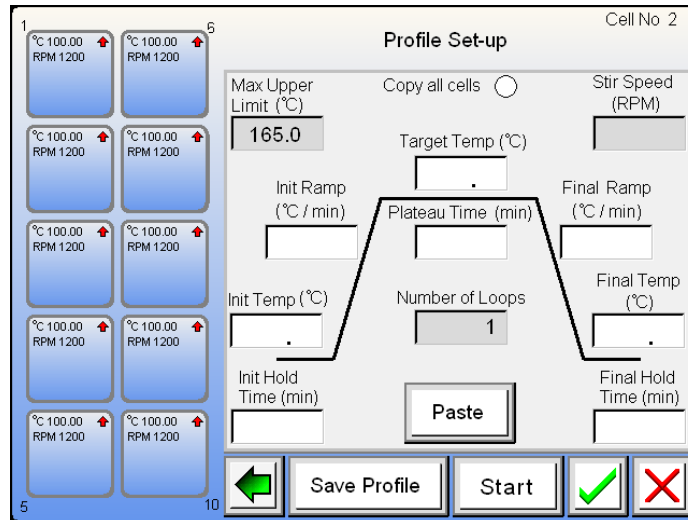 1
6
°C 100.00
RPM 1200
°C 100.00
RPM 1200
°C 100.00
RPM 1200
°C 100.00
RPM 1200
°C 100.00
RPM 1200
°C 100.00
RPM 1200
°C 100.00
RPM 1200
°C 100.00
RPM 1200
°C 100.00
RPM 1200
°C 100.00
RPM 1200
5
10
Cell No 2
Profile Set-up
Max Upper
Limit (°C)
165.0
Copy all cells
Stir Speed
(RPM)
Target Temp (°C)
.
Init Ramp
(°C / min)
Plateau Time (min)
Final Ramp
(°C / min)
Init Temp (°C)
.
Number of Loops
1
Final Temp
(°C)
.
Init Hold
Time (min)
Paste
Final Hold
Time (min)
Save Profile
Start